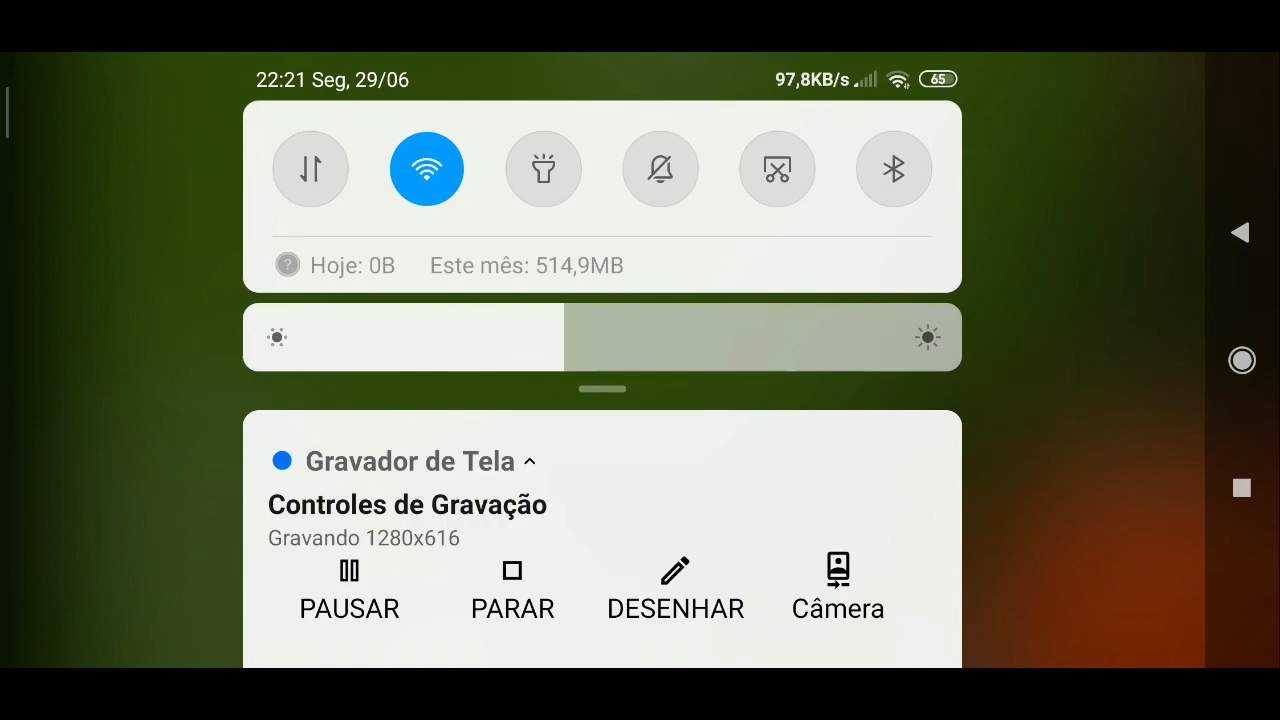 22:21 Seg, 29/06 97,8KB/s 65
Hoje: 0B Este mês: 514,9MB
Gravador de Tela
Controles de Gravação
Gravando 1280x616
PAUSAR PARAR DESENHAR Câmera